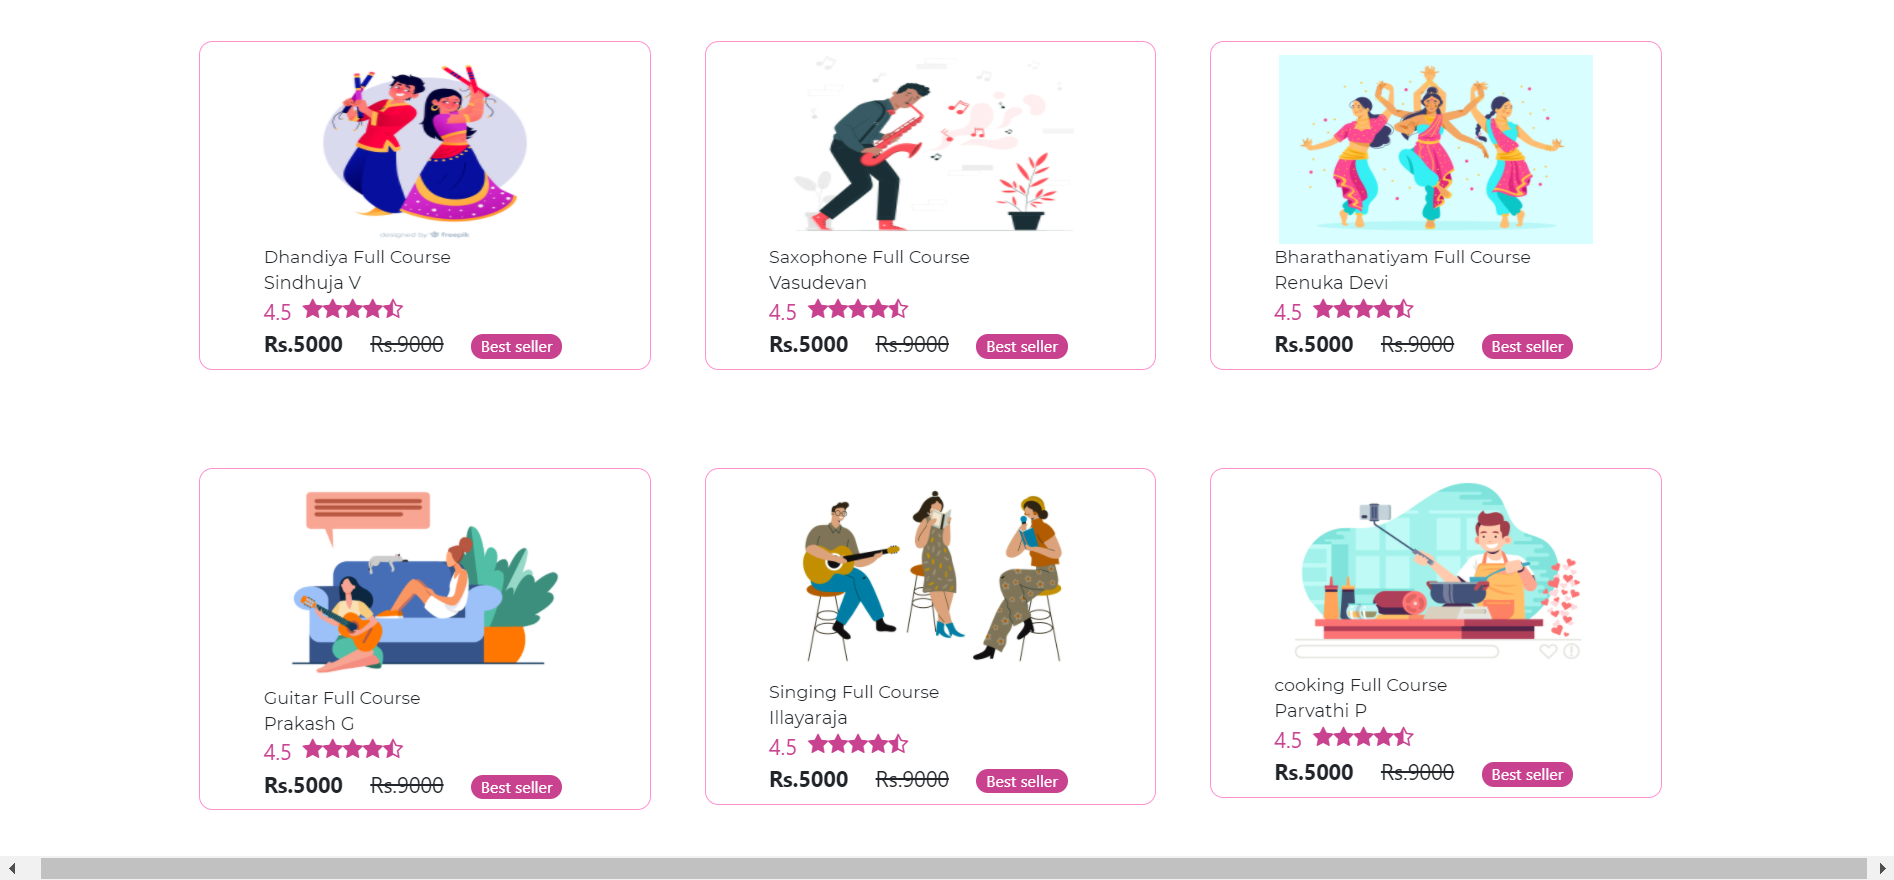 designed by freepik
Dhandiya Full Course
Sindhuja V
4.5
Rs.5000 Rs.9000 Best seller
Saxophone Full Course
Vasudevan
4.5
Rs.5000 Rs.9000 Best seller
Bharathanatiyam Full Course
Renuka Devi
4.5
Rs.5000 Rs.9000 Best seller
Guitar Full Course
Prakash G
4.5
Rs.5000 Rs.9000 Best seller
Singing Full Course
Illayaraja
4.5
Rs.5000 Rs.9000 Best seller
cooking Full Course
Parvathi P
4.5
Rs.5000 Rs.9000 Best seller